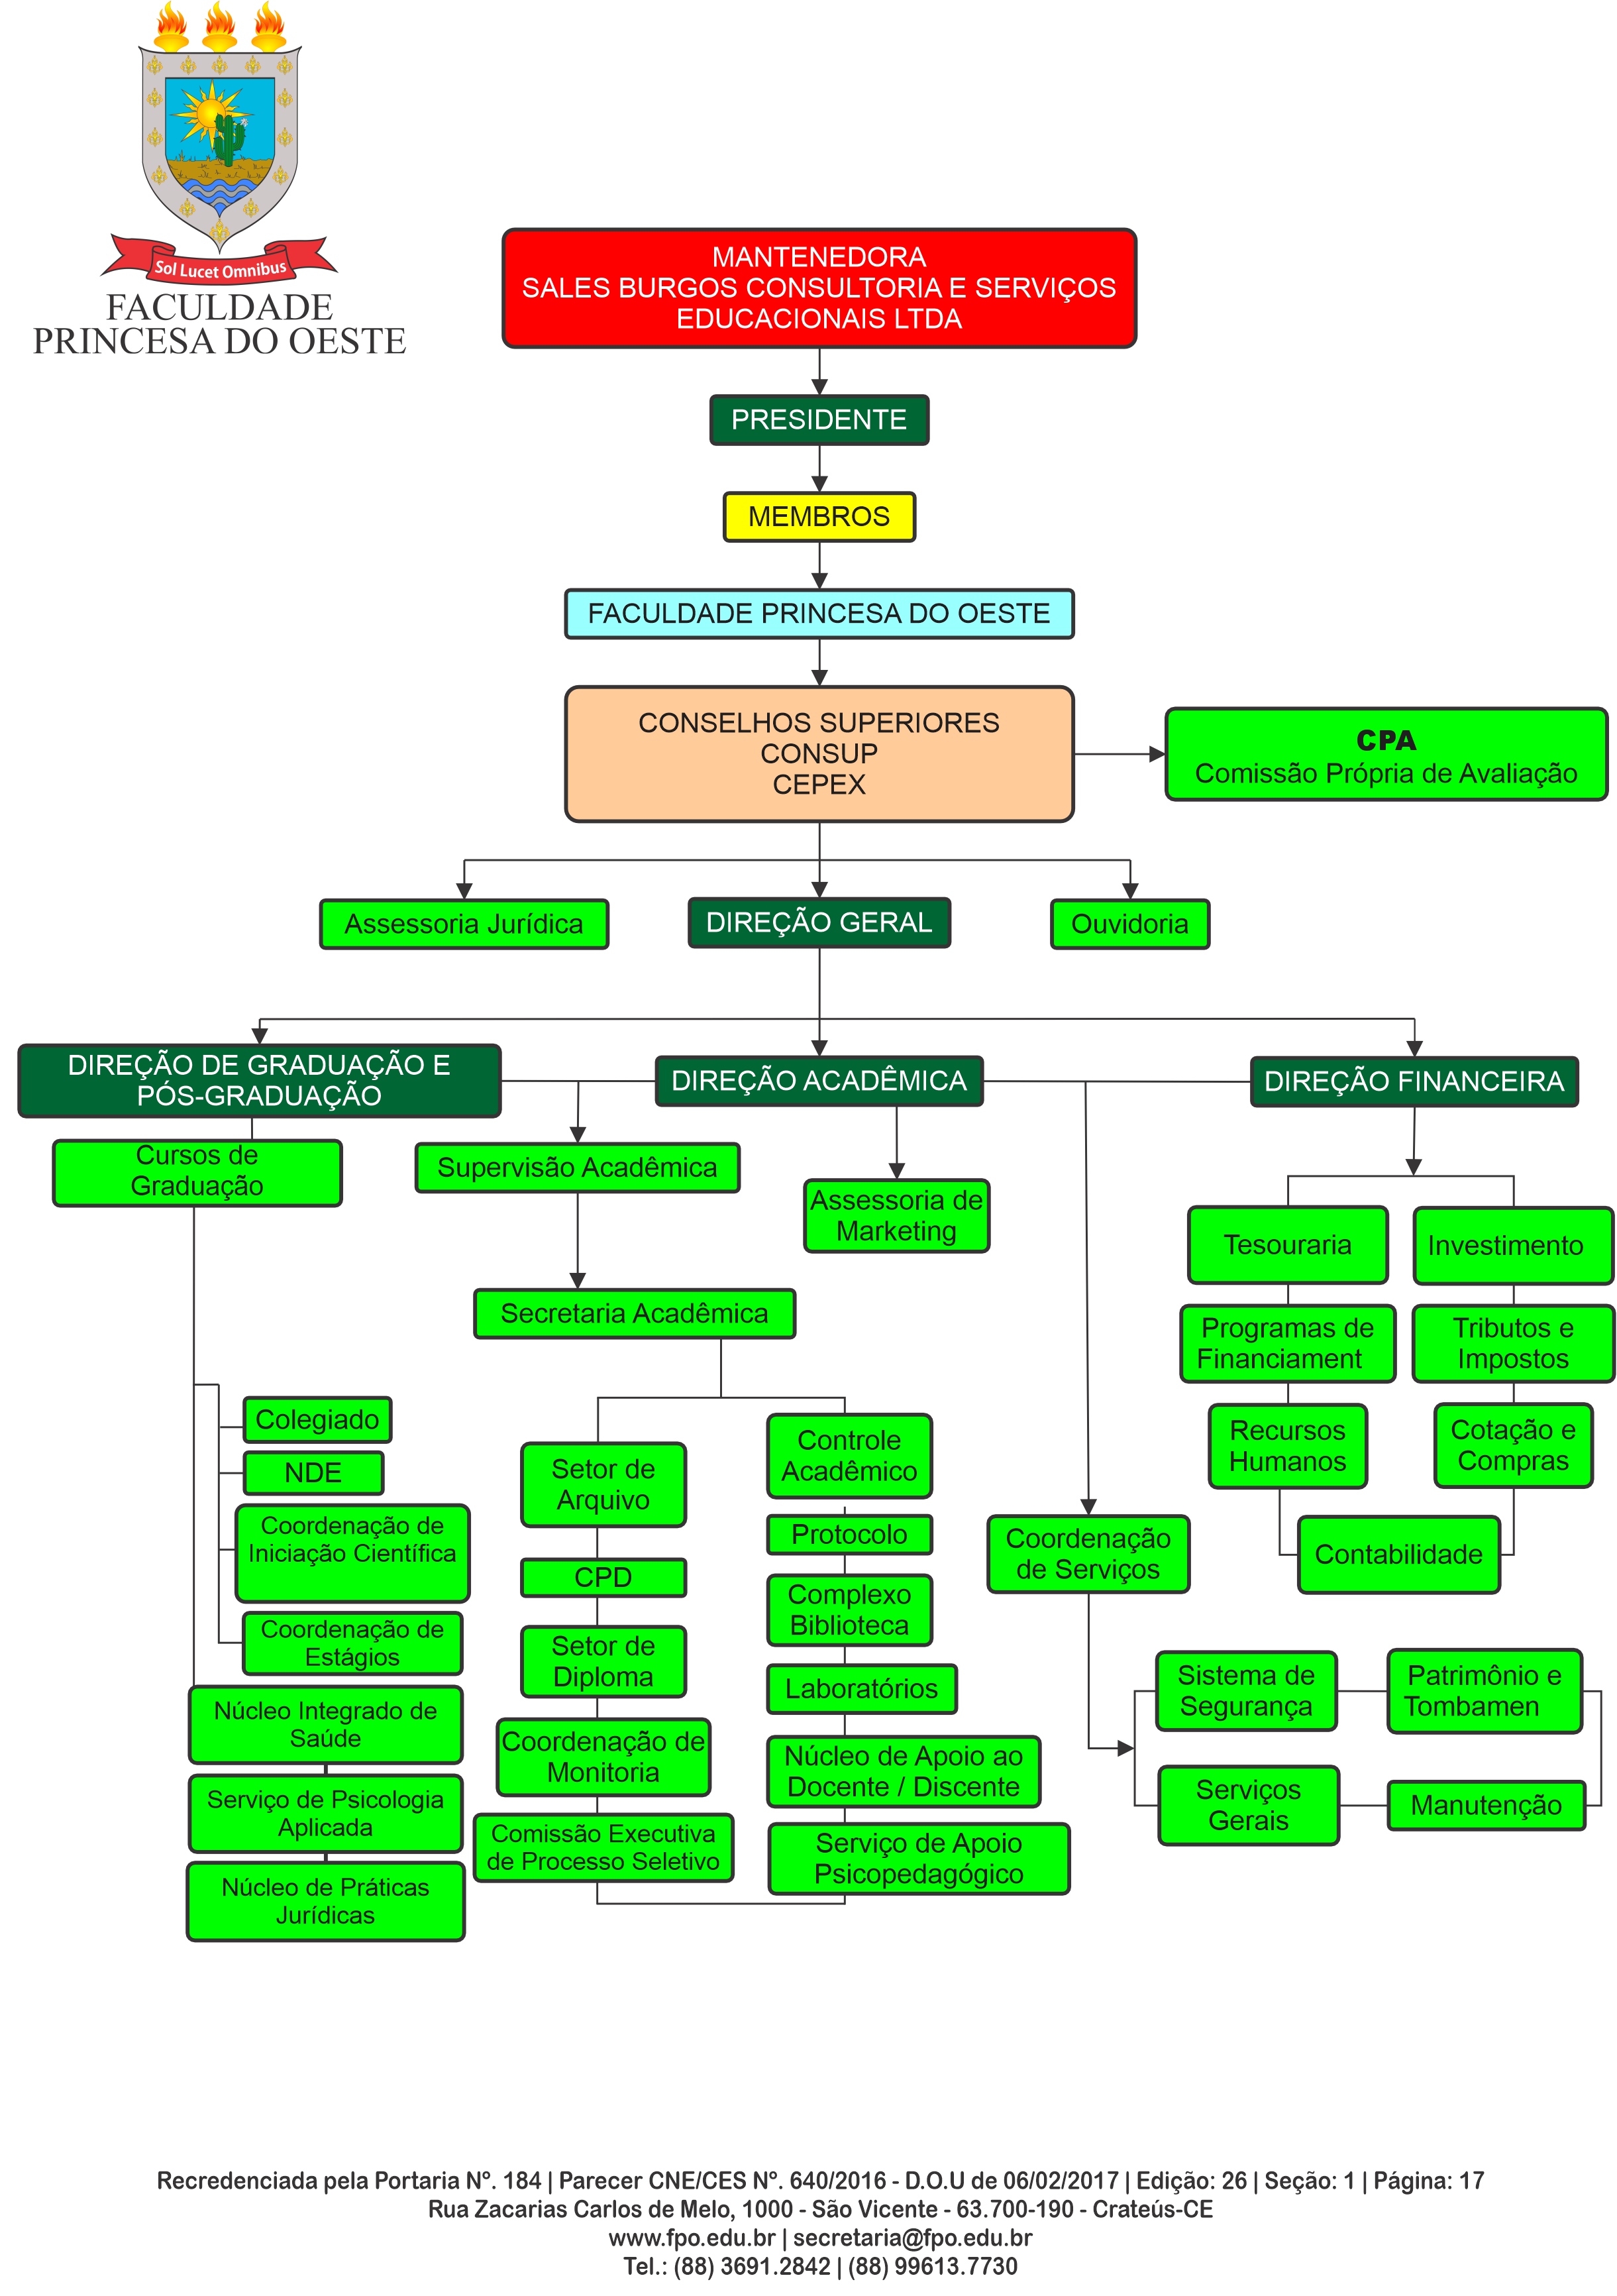 Sol Lucet Omnibus
FACULDADE
PRINCESA DO OESTE
MANTENEDORA
SALES BURGOS CONSULTORIA E SERVIÇOS
EDUCACIONAIS LTDA
PRESIDENTE
MEMBROS
FACULDADE PRINCESA DO OESTE
CONSELHOS SUPERIORES
CONSUP
CEPEX
CPA
Comissão Própria de Avaliação
Assessoria Jurídica
DIREÇÃO GERAL
Ouvidoria
DIREÇÃO DE GRADUAÇÃO E
PÓS-GRADUAÇÃO
DIREÇÃO ACADÊMICA
DIREÇÃO FINANCEIRA
Cursos de
Graduação
Colegiado
NDE
Coordenação de
Iniciação Científica
Coordenação de
Estágios
Núcleo Integrado de
Saúde
Serviço de Psicologia
Aplicada
Núcleo de Práticas
Jurídicas
Supervisão Acadêmica
Assessoria de
Marketing
Secretaria Acadêmica
Setor de
Arquivo
CPD
Setor de
Diploma
Coordenação de
Monitoria
Comissão Executiva
de Processo Seletivo
Controle
Acadêmico
Protocolo
Complexo
Biblioteca
Laboratórios
Núcleo de Apoio ao
Docente / Discente
Serviço de Apoio
Psicopedagógico
Tesouraria
Programas de
Financiament
Recursos
Humanos
Investimento
Tributos e
Impostos
Cotação e
Compras
Contabilidade
Coordenação
de Serviços
Sistema de
Segurança
Patrimônio e
Tombamen
Serviços
Gerais
Manutenção
Recredenciada pela Portaria Nº. 184 | Parecer CNE/CES Nº. 640/2016 - D.O.U de 06/02/2017 | Edição: 26 | Seção: 1 | Página: 17
Rua Zacarias Carlos de Melo, 1000 - São Vicente - 63.700-190 - Crateús-CE
www.fpo.edu.br | secretaria@fpo.edu.br
Tel.: (88) 3691.2842 | (88) 99613.7730